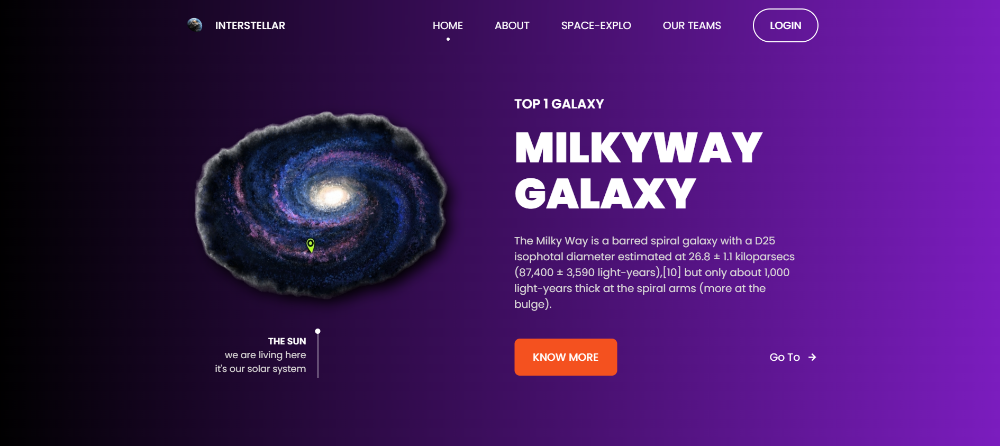 INTERSTELLAR
HOME
ABOUT
SPACE-EXPLO
OUR TEAMS
LOGIN
TOP 1 GALAXY
MILKYWAY
GALAXY
The Milky Way is a barred spiral galaxy with a D25
isophotal diameter estimated at 26.8 ± 1.1 kiloparsecs
(87,400 ± 3,590 light-years),[10] but only about 1,000
light-years thick at the spiral arms (more at the
bulge).
THE SUN
we are living here
it's our solar system
KNOW MORE
Go To →